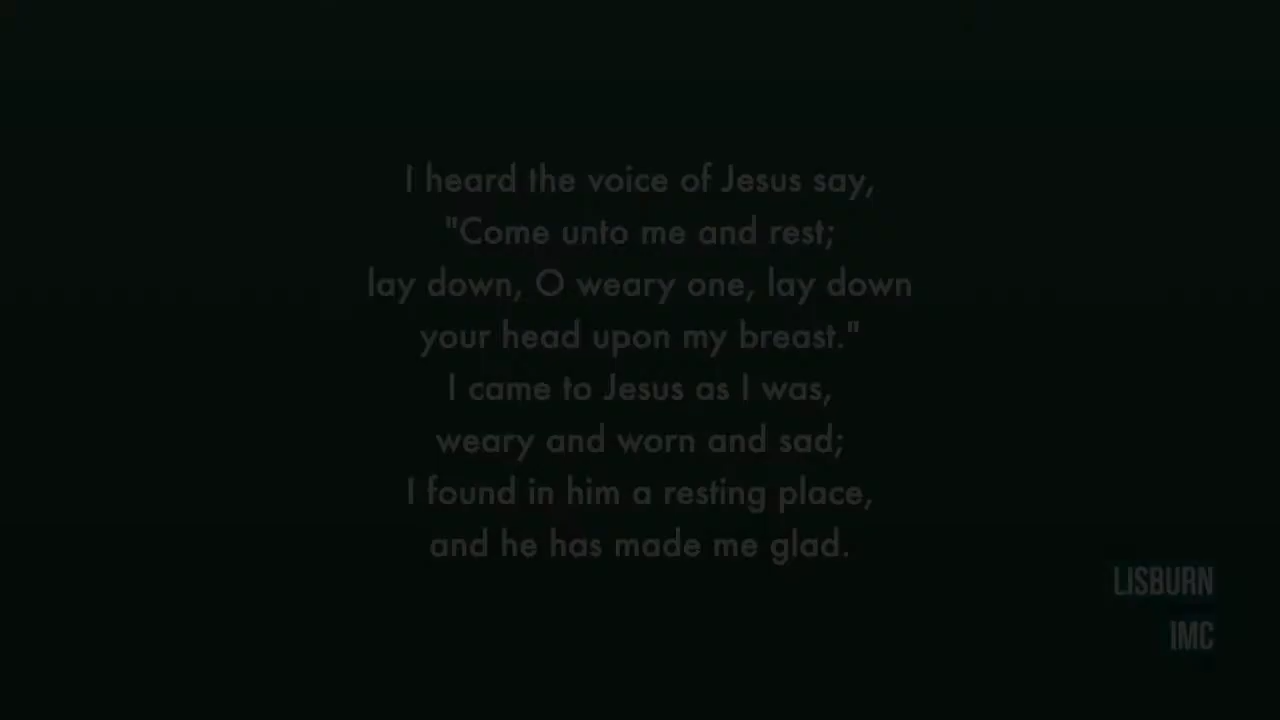 I heard the voice of Jesus say,
"Come unto me and rest;
lay down, O weary one, lay down
your head upon my breast."
I came to Jesus as I was,
weary and worn and sad;
I found in him a resting place,
and he has made me glad.
LISBURN
IMC